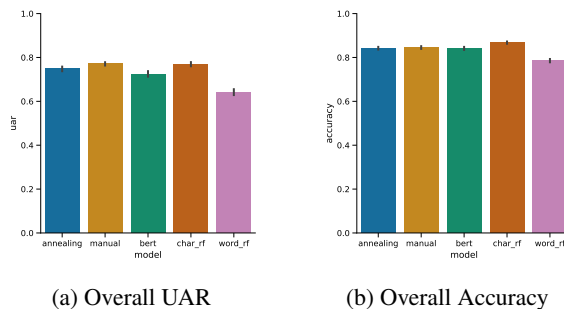 1.0
0.8
0.6
0.4
0.2
0.0
uar
annealing manual bert char_rf word_rf
model
(a) Overall UAR
1.0
0.8
0.6
0.4
0.2
0.0
accuracy
annealing manual bert char_rf word_rf
model
(b) Overall Accuracy